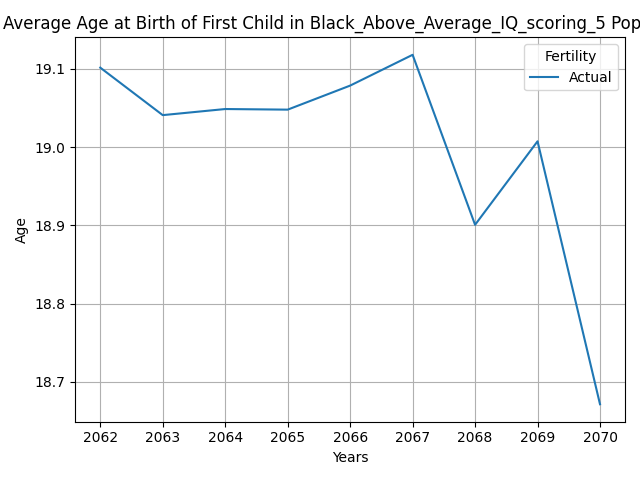 Average Age at Birth of First Child in Black_Above_Average_IQ_scoring_5 Pop
Fertility
Actual
19.1
19.0
18.9
18.8
18.7
Age
2062 2063 2064 2065 2066 2067 2068 2069 2070
Years